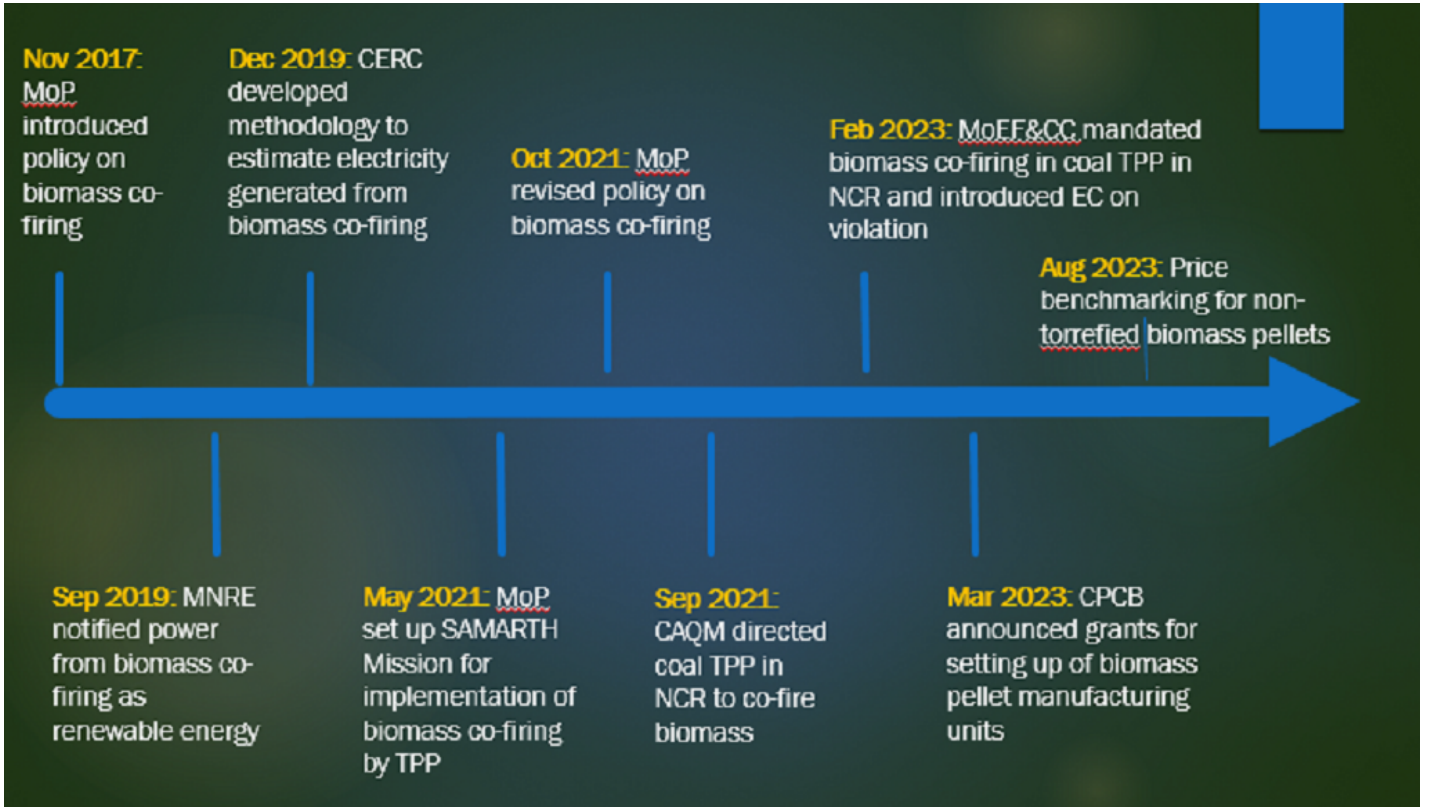 Nov 2017:
MoP
introduced
policy on
biomass co-
firing
Dec 2019: CERC
developed
methodology to
estimate electricity
generated from
biomass co-firing
Oct 2021: MoP
revised policy on
biomass co-firing
Feb 2023: MoEF&CC mandated
biomass co-firing in coal TPP in
NCR and introduced EC on
violation
Aug 2023: Price
benchmarking for non-
torrefied biomass pellets
Sep 2019: MNRE
notified power
from biomass co-
firing as
renewable energy
May 2021: MoP
set up SAMARTH
Mission for
implementation of
biomass co-firing
by TPP
Sep 2021:
CAQM directed
coal TPP in
NCR to co-fire
biomass
Mar 2023: CPCB
announced grants for
setting up of biomass
pellet manufacturing
units